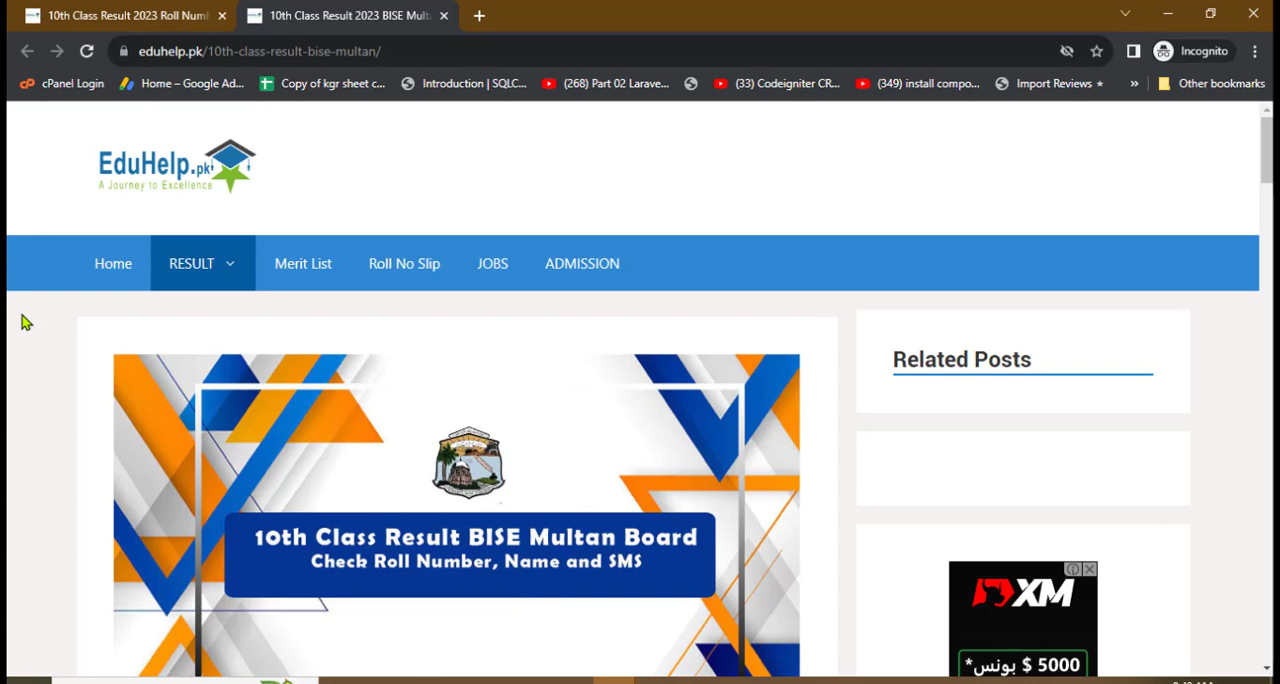 10th Class Result 2023 Roll Num
10th Class Result 2023 BISE Mult
eduhelp.pk/10th-class-result-bise-multan/
Incognito
cPanel Login
Home – Google Ad...
Copy of kgr sheet c...
Introduction | SQLC...
(268) Part 02 Larave...
(33) Codeigniter CR...
(349) install compo...
Import Reviews ★
»
Other bookmarks
EduHelp.pk
A Journey to Excellence
Home
RESULT
Merit List
Roll No Slip
JOBS
ADMISSION
Related Posts
10th Class Result BISE Multan Board
Check Roll Number, Name and SMS
XM
5000 $ بونس*